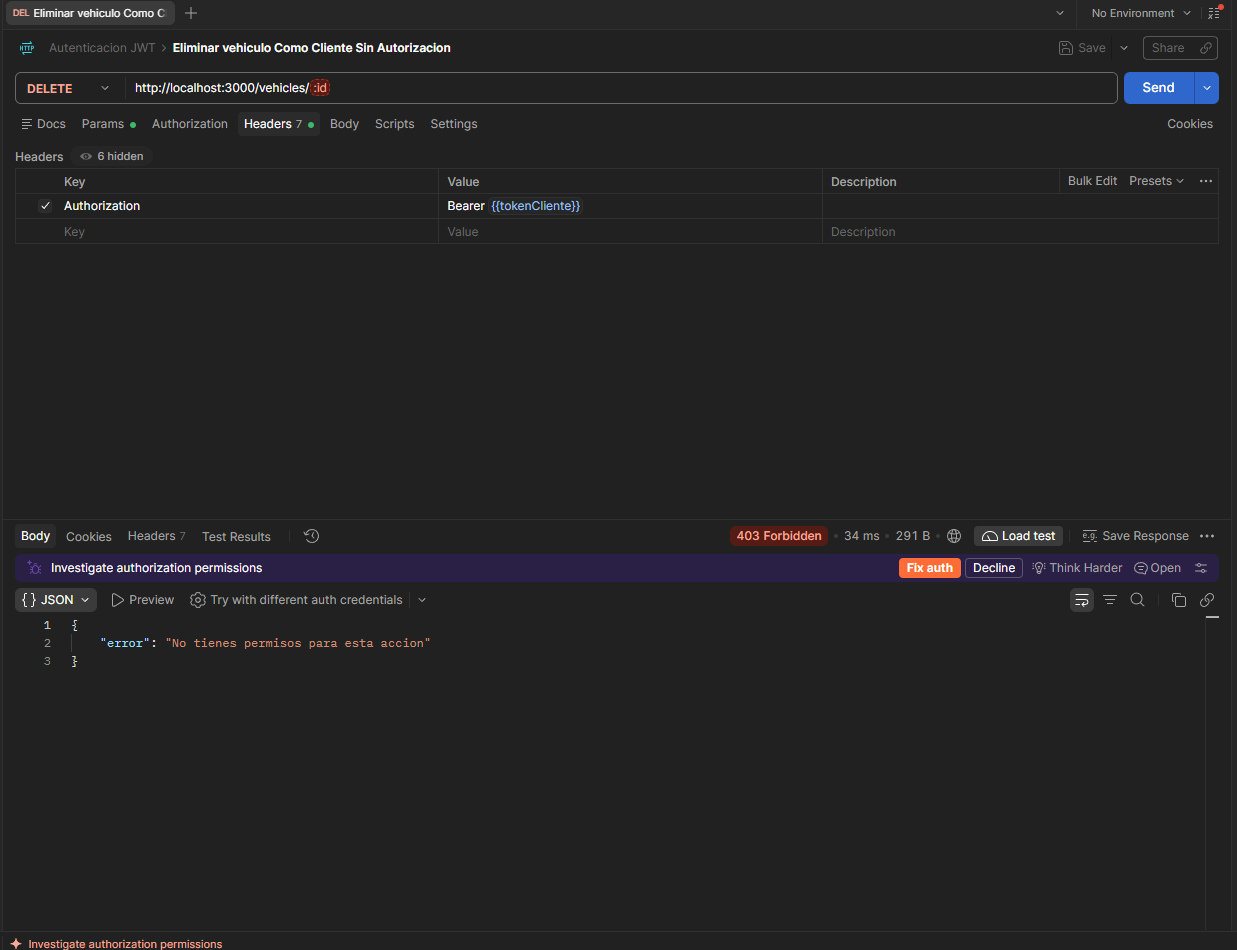 DEL Eliminar vehiculo Como C
No Environment
HTTP Autenticacion JWT › Eliminar vehiculo Como Cliente Sin Autorizacion
Save
Share
DELETE
http://localhost:3000/vehicles/:id
Send
Docs Params Authorization Headers 7 Body Scripts Settings
Cookies
Headers 6 hidden
Key Value Description Bulk Edit Presets
Authorization Bearer {{tokenCliente}}
Key Value Description
Body Cookies Headers 7 Test Results
403 Forbidden 34 ms 291 B Load test e.g. Save Response
Investigate authorization permissions
Fix auth Decline Think Harder Open
{} JSON Preview Try with different auth credentials
1 {
2 "error": "No tienes permisos para esta accion"
3 }
Investigate authorization permissions